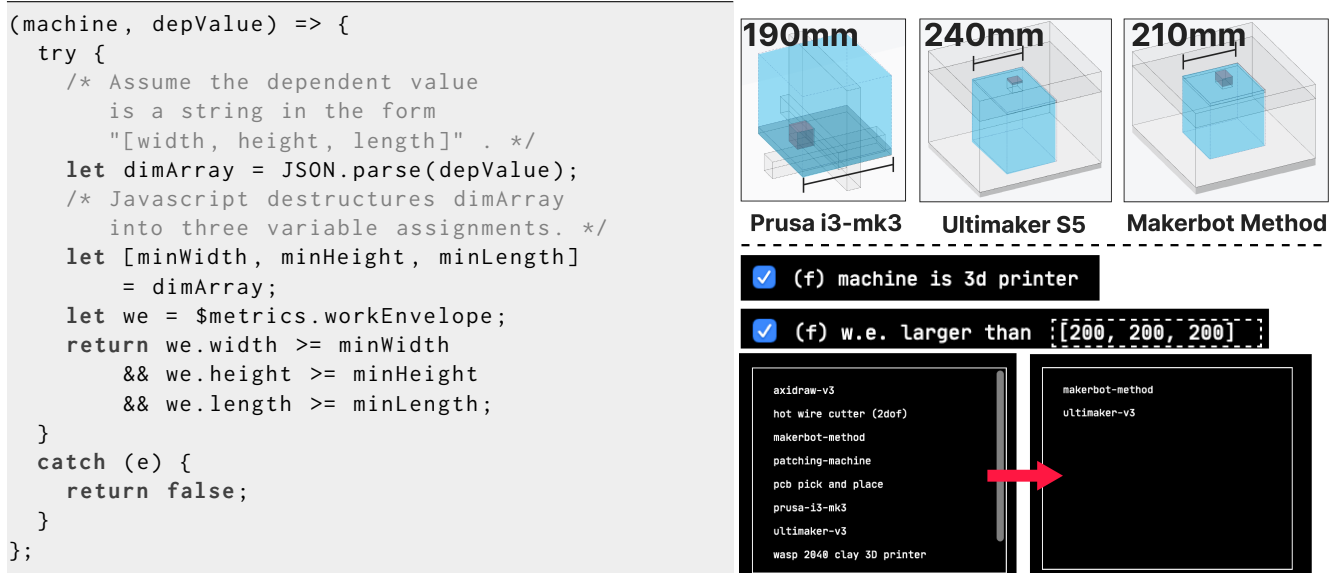 (machine, depValue) => {
  try {
    /* Assume the dependent value
       is a string in the form
       "[width, height, length]" . */
    let dimArray = JSON.parse(depValue);
    /* Javascript destructures dimArray
       into three variable assignments. */
    let [minWidth, minHeight, minLength]
        = dimArray;
    let we = $metrics.workEnvelope;
    return we.width >= minWidth
        && we.height >= minHeight
        && we.length >= minLength;
  }
  catch (e) {
    return false;
  }
};
190mm
240mm
210mm
Prusa i3-mk3
Ultimaker S5
Makerbot Method
(f) machine is 3d printer
(f) w.e. larger than [200, 200, 200]
axidraw-v3
hot wire cutter (2dof)
makerbot-method
patching-machine
pcb pick and place
prusa-i3-mk3
ultimaker-v3
wasp 2040 clay 3D printer
makerbot-method
ultimaker-v3